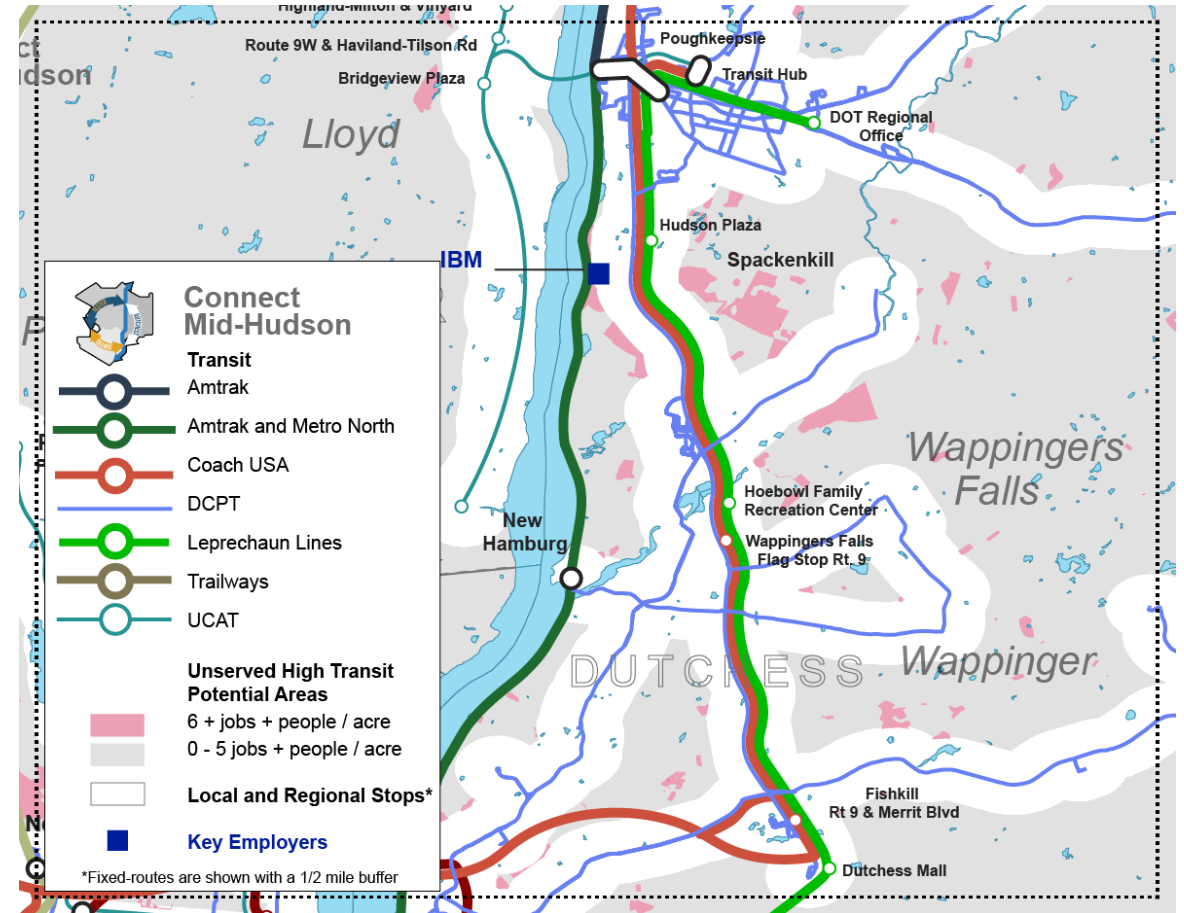 Highland-Milton & Vinyard
Route 9W & Haviland-Tilson Rd
Bridgeview Plaza
Poughkeepsie
Transit Hub
DOT Regional
Office
Lloyd
Hudson Plaza
Spackenkill
IBM
Wappingers
Falls
Hoebowl Family
Recreation Center
Wappingers Falls
Flag Stop Rt. 9
New
Hamburg
DUTCHESS
Wappinger
Fishkill
Rt 9 & Merrit Blvd
Dutchess Mall
Connect
Mid-Hudson
Transit
Amtrak
Amtrak and Metro North
Coach USA
DCPT
Leprechaun Lines
Trailways
UCAT
Unserved High Transit
Potential Areas
6 + jobs + people / acre
0 - 5 jobs + people / acre
Local and Regional Stops*
Key Employers
*Fixed-routes are shown with a 1/2 mile buffer